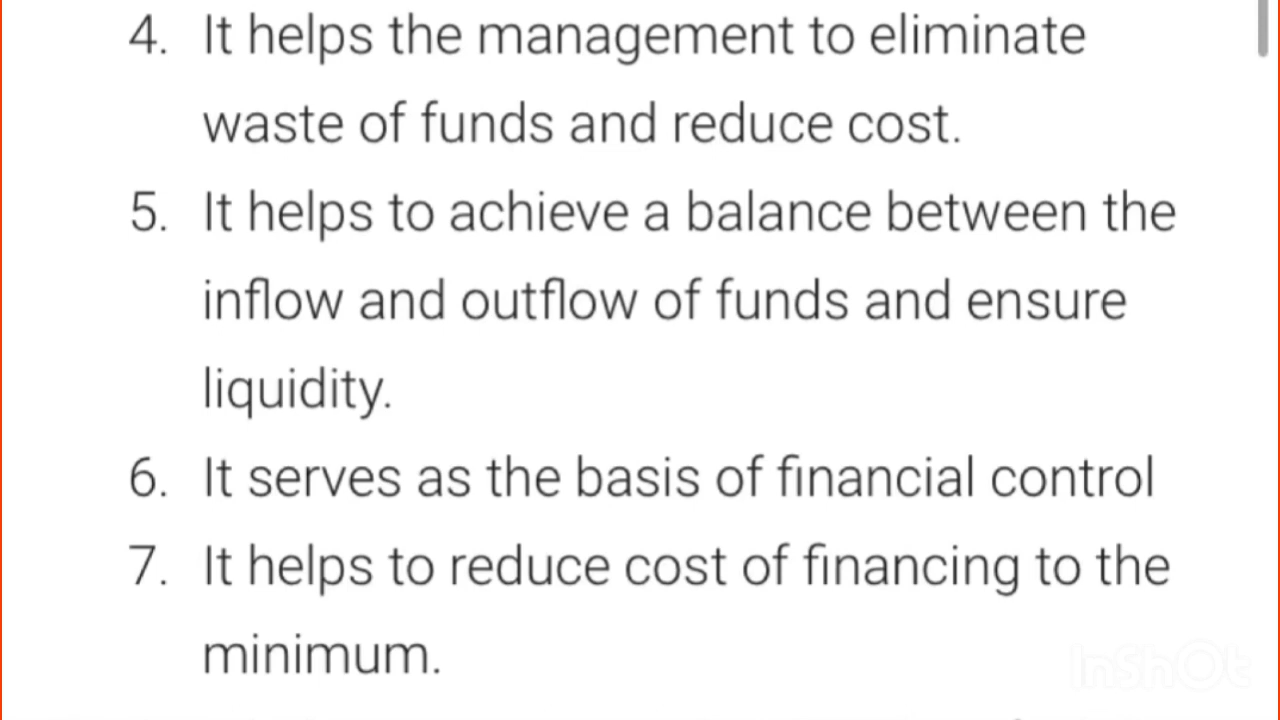 4. It helps the management to eliminate
waste of funds and reduce cost.
5. It helps to achieve a balance between the
inflow and outflow of funds and ensure
liquidity.
6. It serves as the basis of financial control
7. It helps to reduce cost of financing to the
minimum.
InShOt